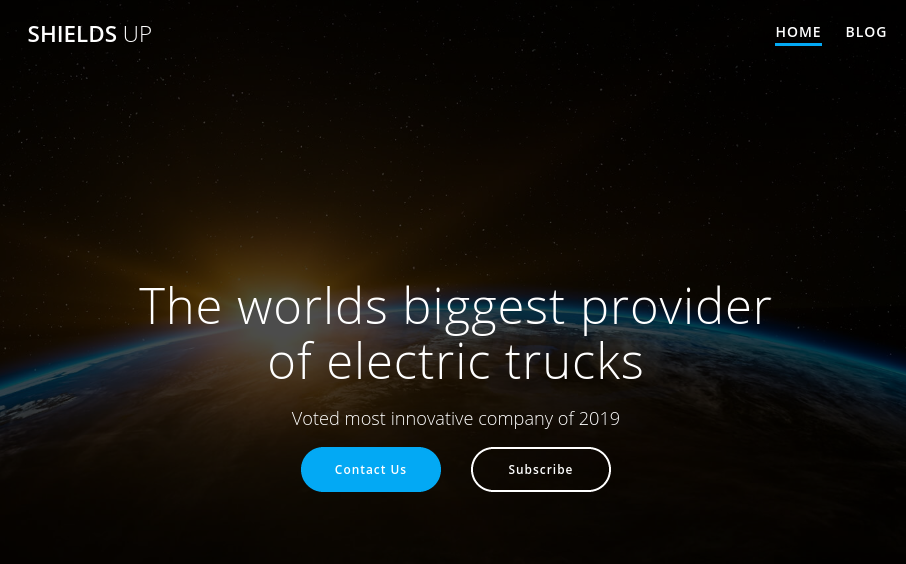 SHIELDS UP
HOME BLOG
The worlds biggest provider
of electric trucks
Voted most innovative company of 2019
Contact Us Subscribe